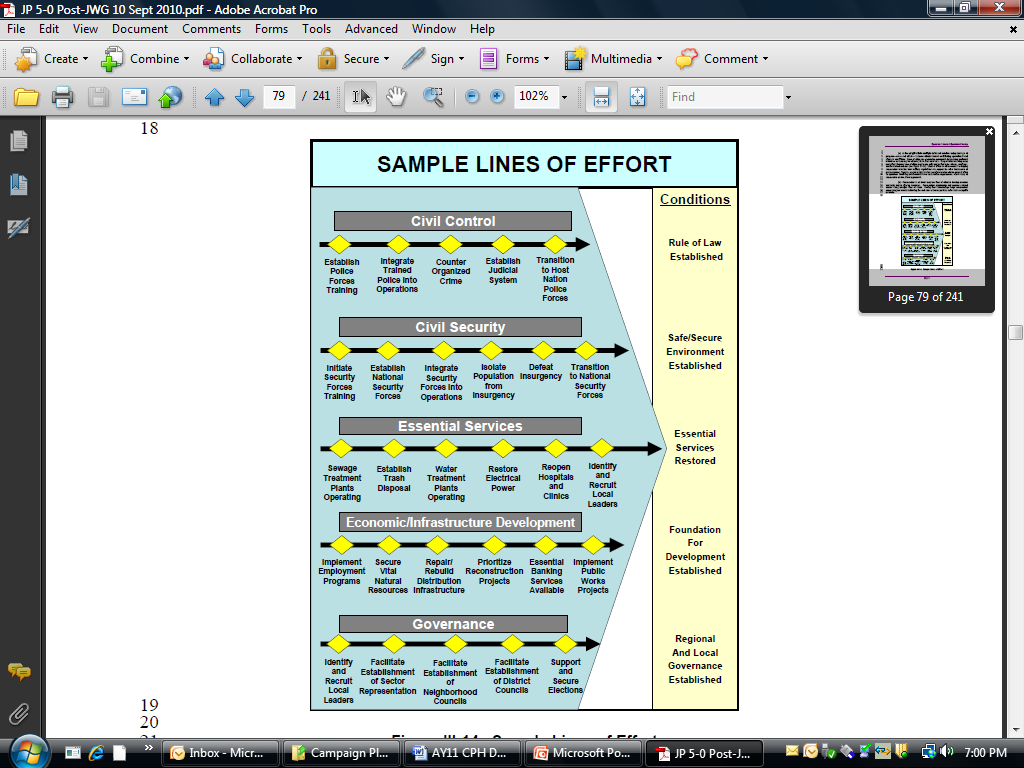 JP 5-0 Post-JWG 10 Sept 2010.pdf - Adobe Acrobat Pro
File Edit View Document Comments Forms Tools Advanced Window Help
Create Combine Collaborate Secure Sign Forms Multimedia Comment
79 / 241 102% Find
18
SAMPLE LINES OF EFFORT
Conditions
Civil Control
Establish
Police
Forces
Training
Integrate
Trained
Police Into
Operations
Counter
Organized
Crime
Establish
Judicial
System
Transition
to Host
Nation
Police
Forces
Rule of Law
Established
Civil Security
Initiate
Security
Forces
Training
Establish
National
Security
Forces
Integrate
Security
Forces Into
Operations
Isolate
Population
from
Insurgency
Defeat
Insurgency
Transition
to National
Security
Forces
Safe/Secure
Environment
Established
Essential Services
Sewage
Treatment
Plants
Operating
Establish
Trash
Disposal
Water
Treatment
Plants
Operating
Restore
Electrical
Power
Reopen
Hospitals
and
Clinics
Identify
and
Recruit
Local
Leaders
Essential
Services
Restored
Economic/Infrastructure Development
Implement
Employment
Programs
Secure
Vital
Natural
Resources
Repair/
Rebuild
Distribution
Infrastructure
Prioritize
Reconstruction
Projects
Essential
Banking
Services
Available
Implement
Public
Works
Projects
Foundation
For
Development
Established
Governance
Identify
and
Recruit
Local
Leaders
Facilitate
Establishment
of Sector
Representation
Facilitate
Establishment
of
Neighborhood
Councils
Facilitate
Establishment
of District
Councils
Support
and
Secure
Elections
Regional
And Local
Governance
Established
19
20
Page 79 of 241
Inbox - Micr... Campaign Pl... AY11 CPH D... Microsoft Po... JP 5-0 Post-J... 7:00 PM